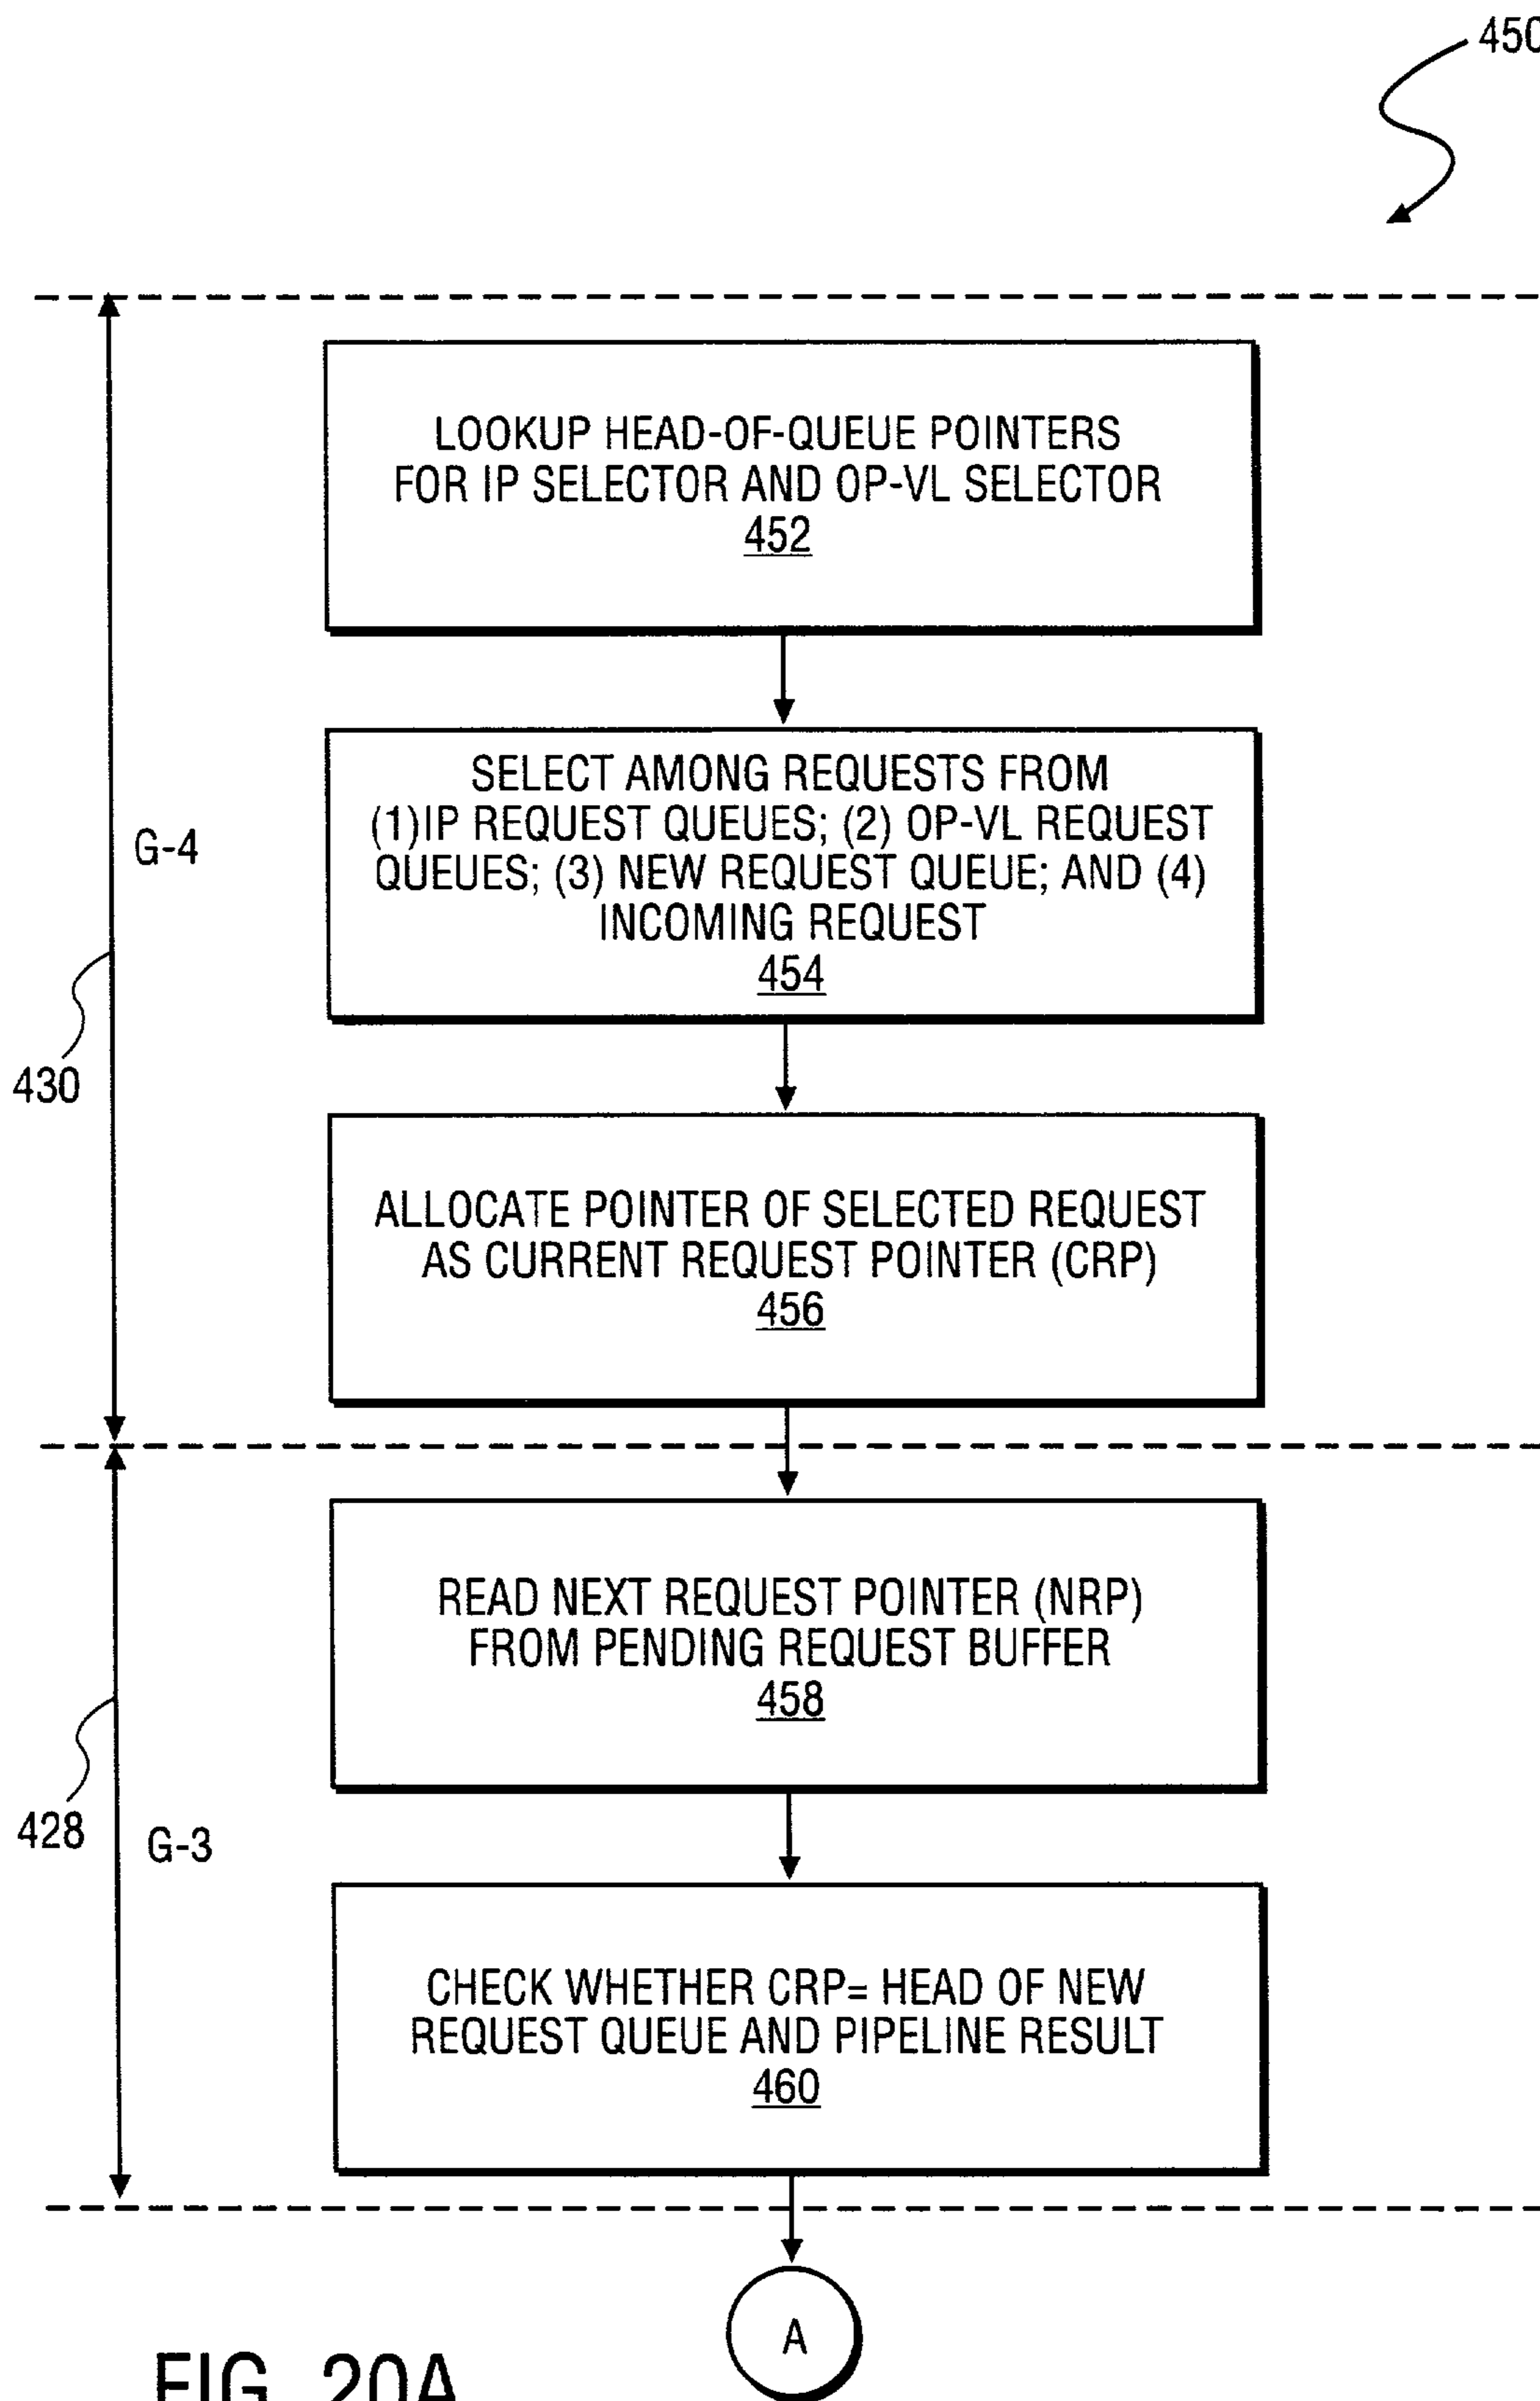 450
LOOKUP HEAD-OF-QUEUE POINTERS
FOR IP SELECTOR AND OP-VL SELECTOR
452
SELECT AMONG REQUESTS FROM
(1)IP REQUEST QUEUES; (2) OP-VL REQUEST
QUEUES; (3) NEW REQUEST QUEUE; AND (4)
INCOMING REQUEST
454
G-4
430
ALLOCATE POINTER OF SELECTED REQUEST
AS CURRENT REQUEST POINTER (CRP)
456
READ NEXT REQUEST POINTER (NRP)
FROM PENDING REQUEST BUFFER
458
428
G-3
CHECK WHETHER CRP= HEAD OF NEW
REQUEST QUEUE AND PIPELINE RESULT
460
A
FIG. 20A